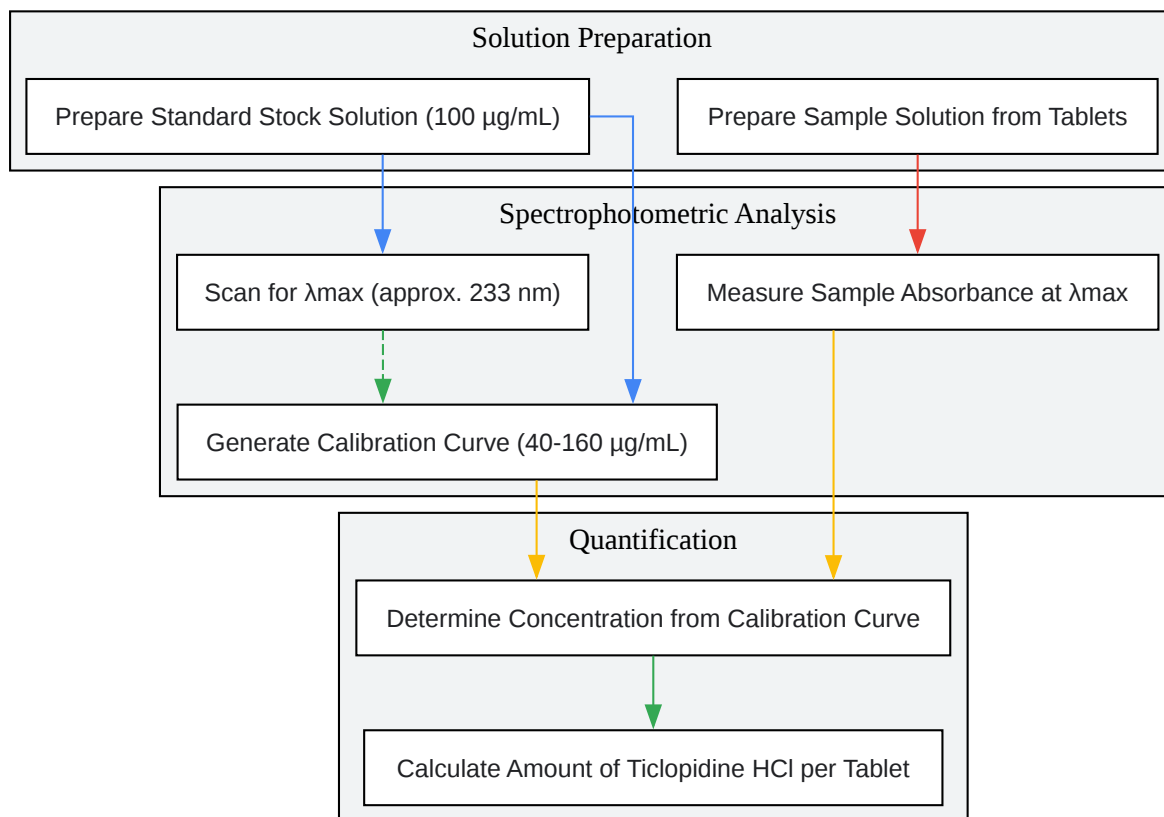 Solution Preparation
Prepare Standard Stock Solution (100 µg/mL)
Prepare Sample Solution from Tablets
Spectrophotometric Analysis
Scan for λmax (approx. 233 nm)
Measure Sample Absorbance at λmax
Generate Calibration Curve (40-160 µg/mL)
Quantification
Determine Concentration from Calibration Curve
Calculate Amount of Ticlopidine HCl per Tablet